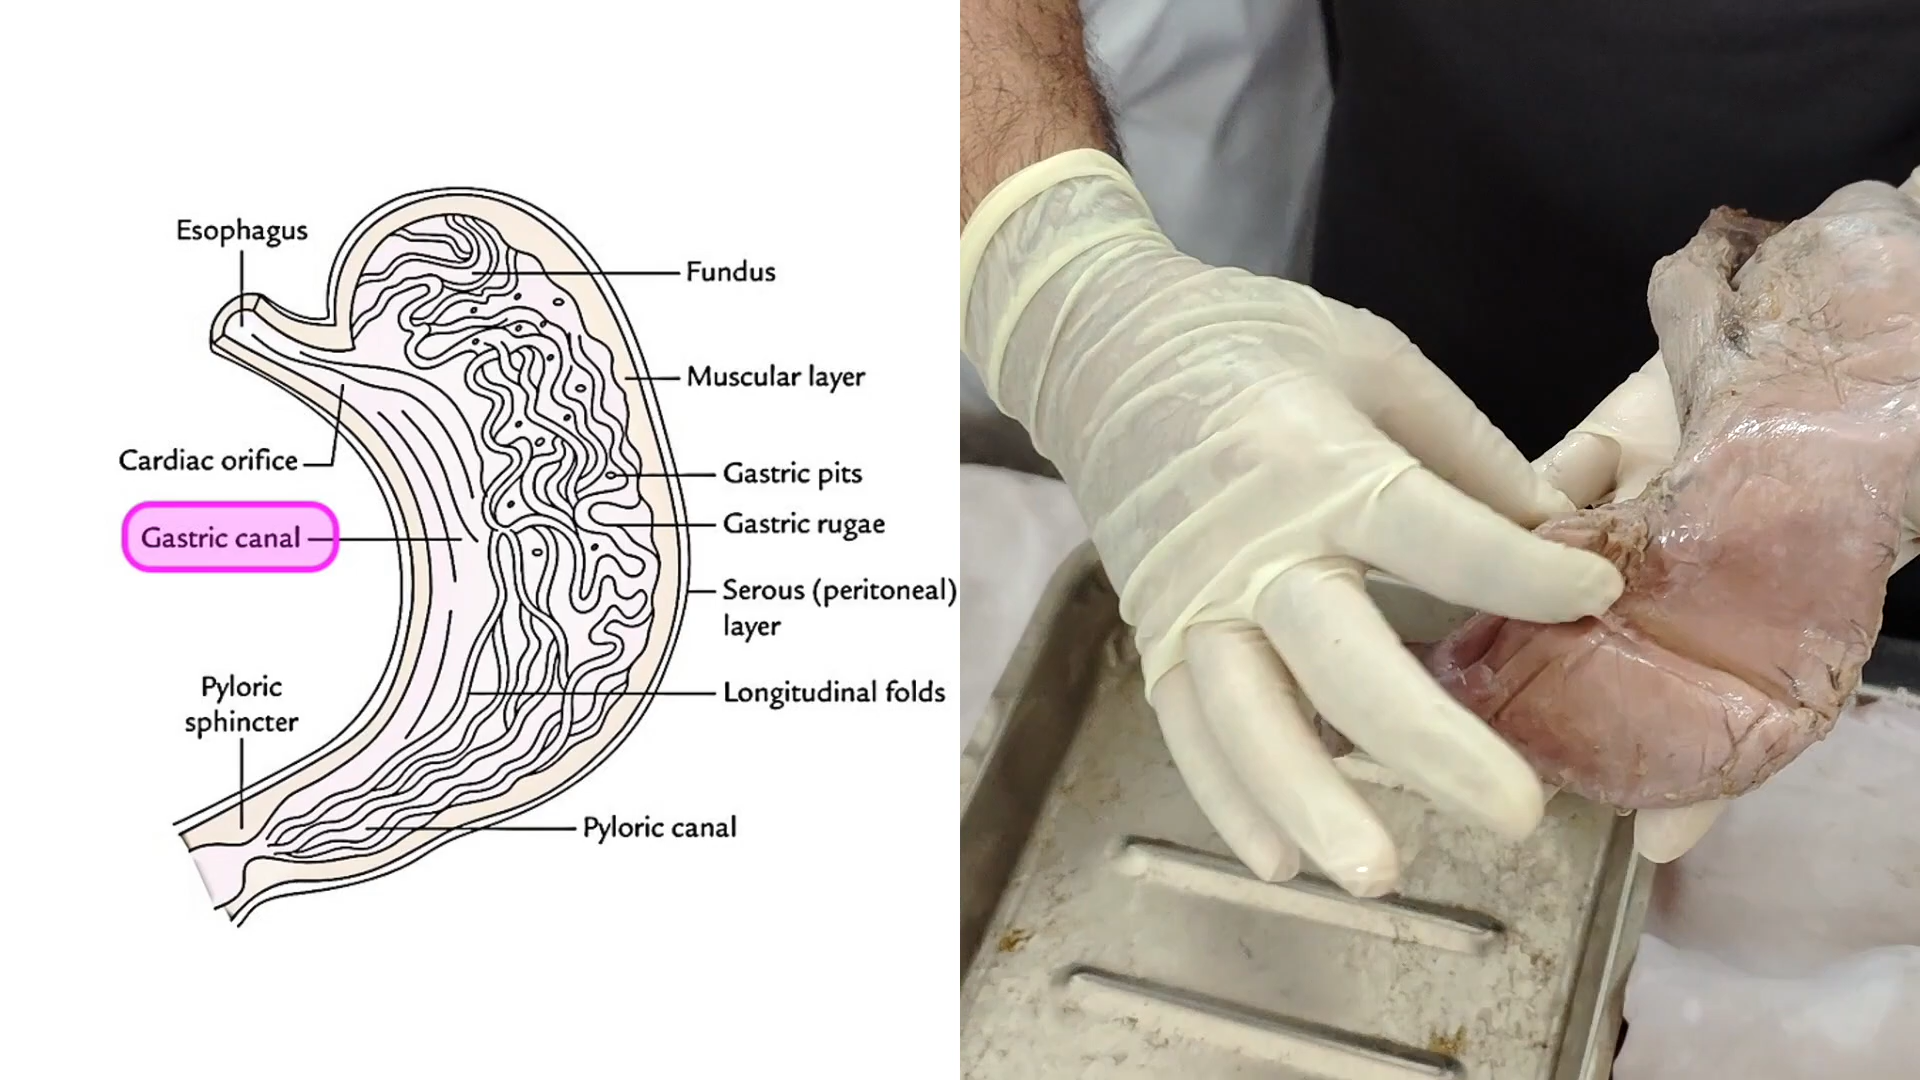 Esophagus
Fundus
Muscular layer
Cardiac orifice
Gastric pits
Gastric rugae
Gastric canal
Serous (peritoneal)
layer
Pyloric
sphincter
Longitudinal folds
Pyloric canal